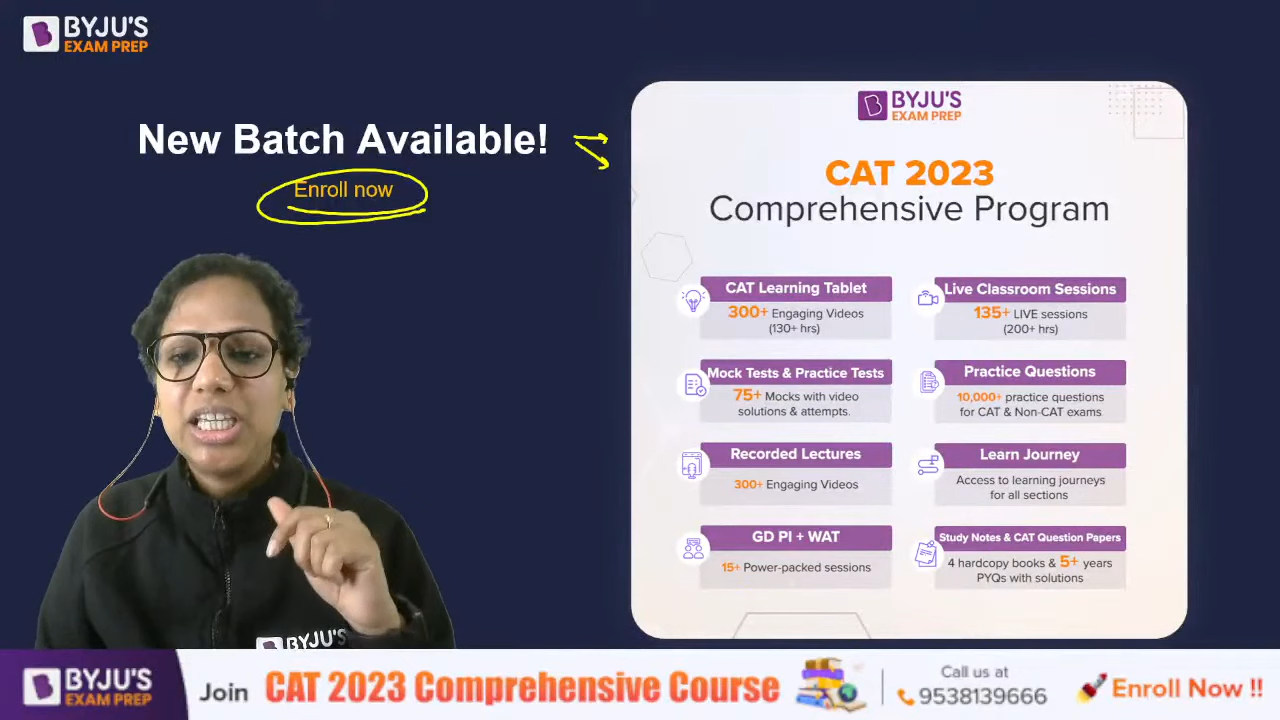 BYJU'S
EXAM PREP
New Batch Available!
Enroll now
BYJU'S
EXAM PREP
CAT 2023
Comprehensive Program
CAT Learning Tablet
300+ Engaging Videos
(130+ hrs)
Live Classroom Sessions
135+ LIVE sessions
(200+ hrs)
Mock Tests & Practice Tests
75+ Mocks with video
solutions & attempts.
Practice Questions
10,000+ practice questions
for CAT & Non-CAT exams
Recorded Lectures
300+ Engaging Videos
Learn Journey
Access to learning journeys
for all sections
GD PI + WAT
15+ Power-packed sessions
Study Notes & CAT Question Papers
4 hardcopy books & 5+ years
PYQs with solutions
BYJU'S
BYJU'S
EXAM PREP
Join CAT 2023 Comprehensive Course
Call us at
9538139666
Enroll Now !!